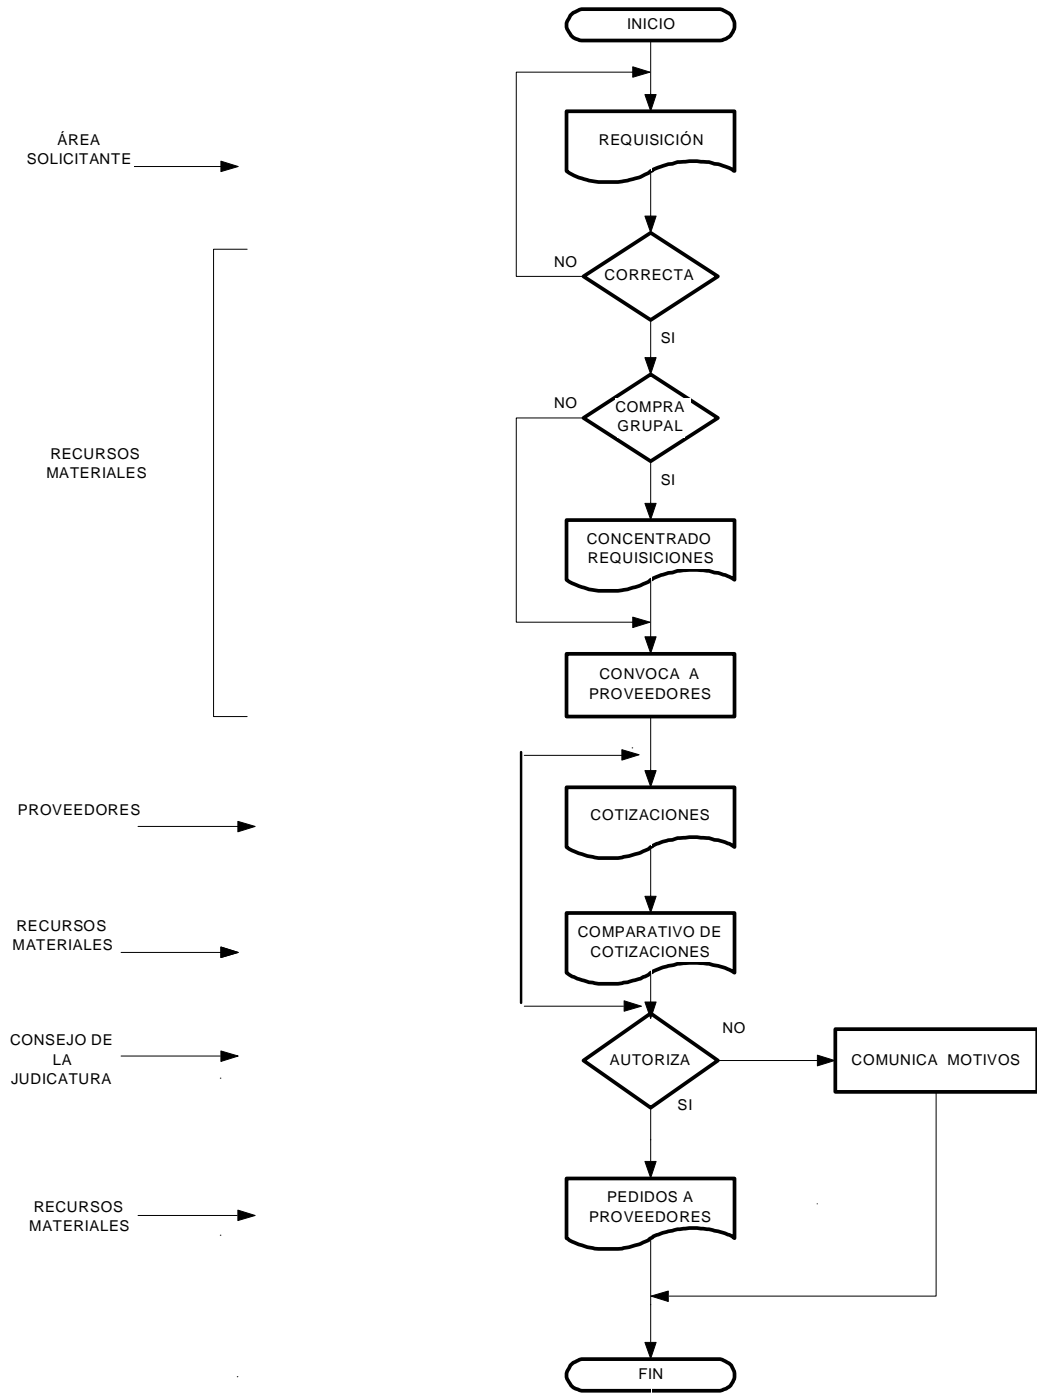 INICIO
ÁREA
SOLICITANTE
REQUISICIÓN
NO
CORRECTA
SI
NO
COMPRA
GRUPAL
SI
RECURSOS
MATERIALES
CONCENTRADO
REQUISICIONES
CONVOCA A
PROVEEDORES
PROVEEDORES
COTIZACIONES
RECURSOS
MATERIALES
COMPARATIVO DE
COTIZACIONES
CONSEJO DE
LA
JUDICATURA
AUTORIZA
NO
COMUNICA MOTIVOS
SI
RECURSOS
MATERIALES
PEDIDOS A
PROVEEDORES
FIN